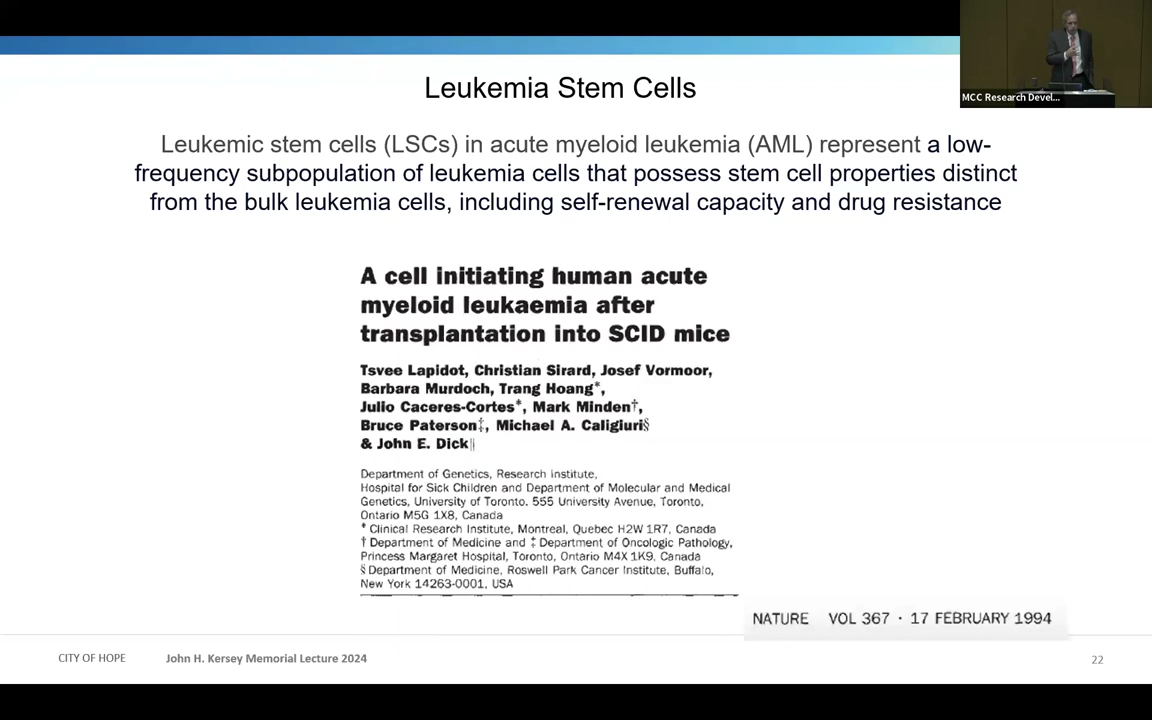 Leukemia Stem Cells
MCC Research Devel...
Leukemic stem cells (LSCs) in acute myeloid leukemia (AML) represent a low-
frequency subpopulation of leukemia cells that possess stem cell properties distinct
from the bulk leukemia cells, including self-renewal capacity and drug resistance
A cell initiating human acute
myeloid leukaemia after
transplantation into SCID mice
Tsvee Lapidot, Christian Sirard, Josef Vormoor,
Barbara Murdoch, Trang Hoang*,
Julio Caceres-Cortes*, Mark Minden†,
Bruce Paterson‡, Michael A. Caligiuri§
& John E. Dick||
Department of Genetics, Research Institute,
Hospital for Sick Children and Department of Molecular and Medical
Genetics, University of Toronto. 555 University Avenue, Toronto,
Ontario M5G 1X8, Canada
* Clinical Research Institute, Montreal, Quebec H2W 1R7, Canada
† Department of Medicine and ‡ Department of Oncologic Pathology,
Princess Margaret Hospital, Toronto, Ontario M4X 1K9, Canada
§ Department of Medicine, Roswell Park Cancer Institute, Buffalo,
New York 14263-0001, USA
NATURE VOL 367 · 17 FEBRUARY 1994
CITY OF HOPE John H. Kersey Memorial Lecture 2024 22